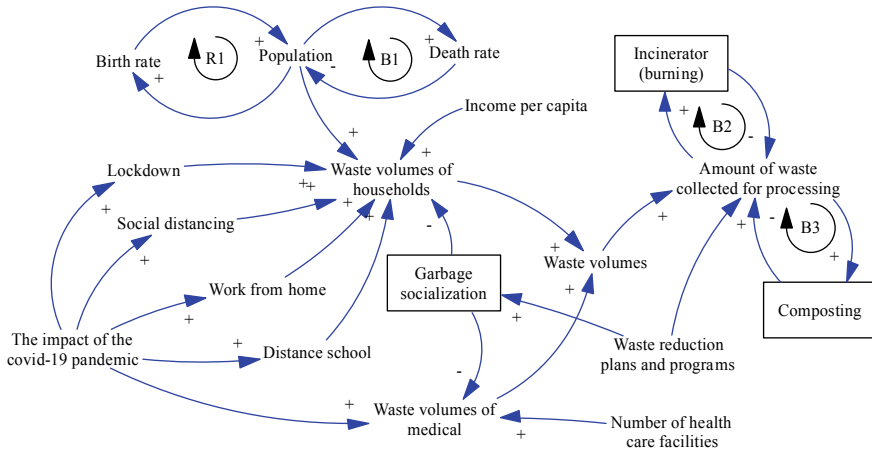 Birth rate
R1
Population
B1
Death rate
+
+
+
-
Incinerator
(burning)
Income per capita
+
B2
-
+
+
Lockdown
Waste volumes of
households
Amount of waste
collected for processing
+
+
+
+
+
Social distancing
+
-
+
-
B3
+
+
Work from home
Garbage
socialization
+
Waste volumes
+
Composting
+
+
+
The impact of the
covid-19 pandemic
+
Distance school
Waste reduction
plans and programs
-
+
Waste volumes of
medical
+
Number of health
care facilities